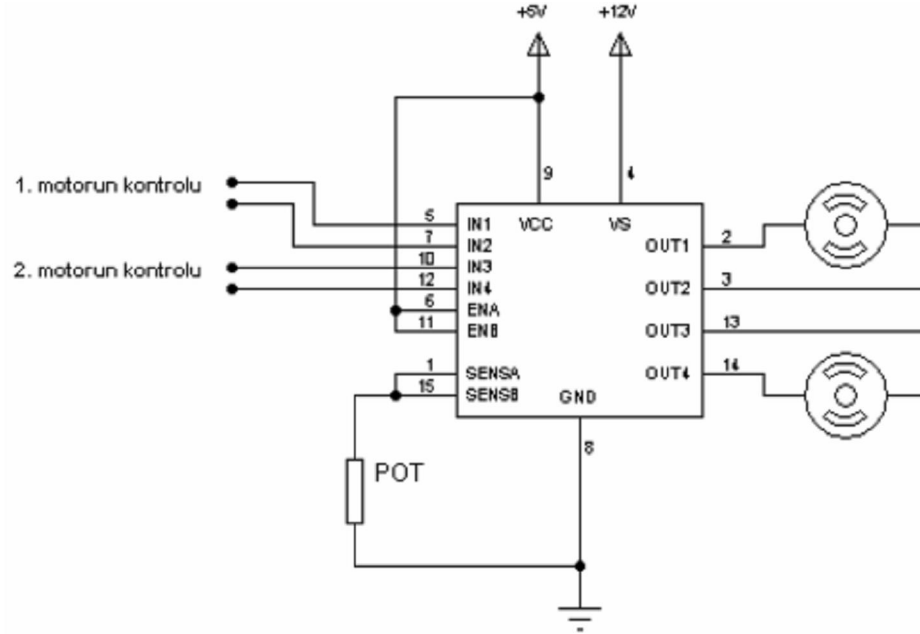 +5V
+12V
9
4
1. motorun kontrolu
2. motorun kontrolu
5
7
10
12
6
11
1
15
IN1
IN2
IN3
IN4
ENA
ENB
SENSA
SENSB
VCC
VS
GND
OUT1
OUT2
OUT3
OUT4
2
3
13
14
8
POT